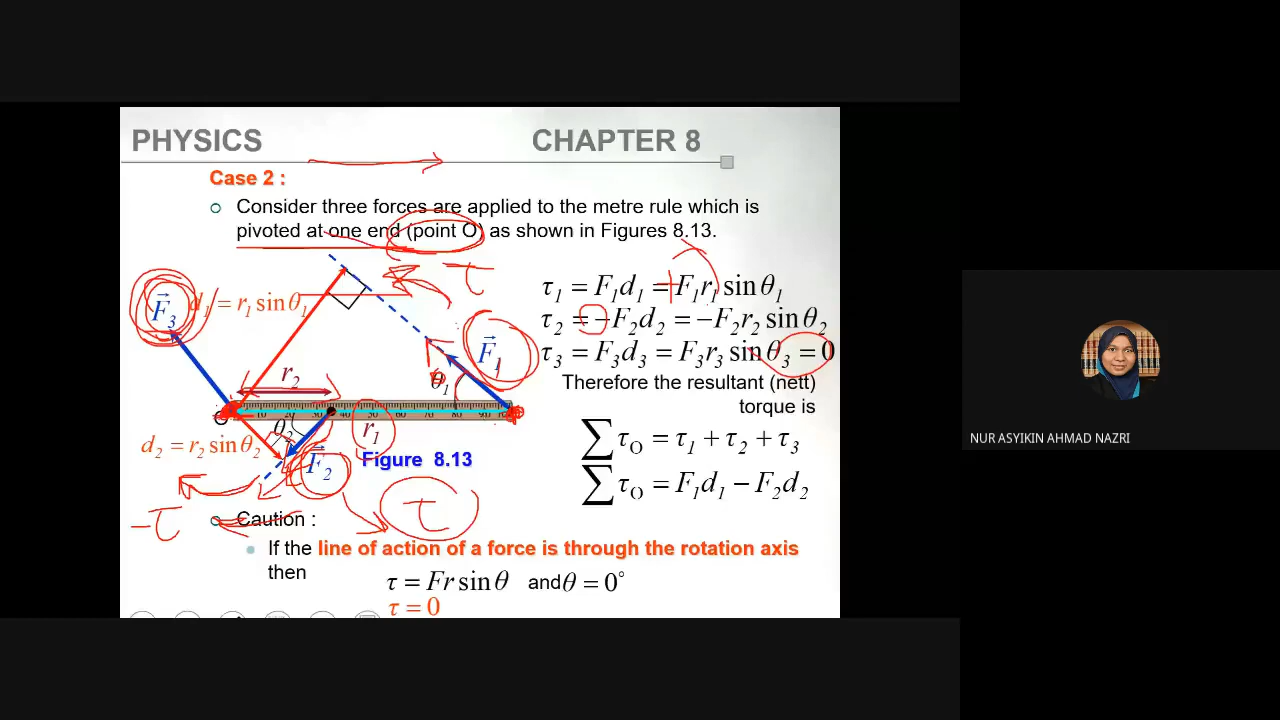 PHYSICS CHAPTER 8
Case 2 :
Consider three forces are applied to the metre rule which is
pivoted at one end (point O) as shown in Figures 8.13.
τ
F⃗₃
d₁ = r₁ sin θ₁
F⃗₁
θ₁
r₂
O
θ₂
r₁
d₂ = r₂ sin θ₂
F⃗₂
Figure 8.13
-τ
τ
τ₁ = F₁d₁ = +F₁r₁ sin θ₁
τ₂ = −F₂d₂ = −F₂r₂ sin θ₂
τ₃ = F₃d₃ = F₃r₃ sin θ₃ = 0
Therefore the resultant (nett)
torque is
∑ τ_O = τ₁ + τ₂ + τ₃
∑ τ_O = F₁d₁ − F₂d₂
Caution :
If the line of action of a force is through the rotation axis
then
τ = Fr sin θ and θ = 0°
τ = 0
NUR ASYIKIN AHMAD NAZRI